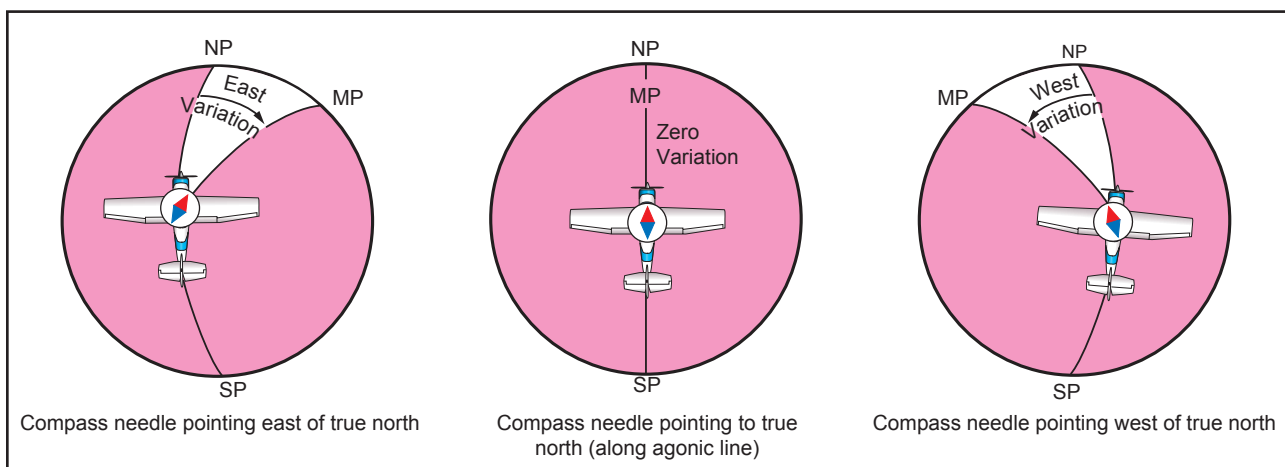 NP
East
Variation
MP
SP
Compass needle pointing east of true north
NP
MP
Zero
Variation
SP
Compass needle pointing to true
north (along agonic line)
NP
MP
West
Variation
SP
Compass needle pointing west of true north